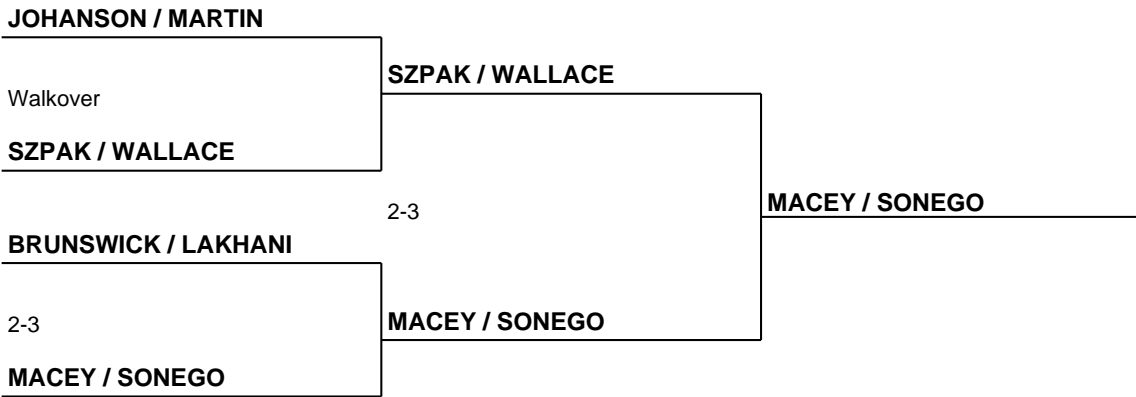 JOHANSON / MARTIN
Walkover
SZPAK / WALLACE
BRUNSWICK / LAKHANI
2-3
MACEY / SONEGO
SZPAK / WALLACE
2-3
MACEY / SONEGO
MACEY / SONEGO